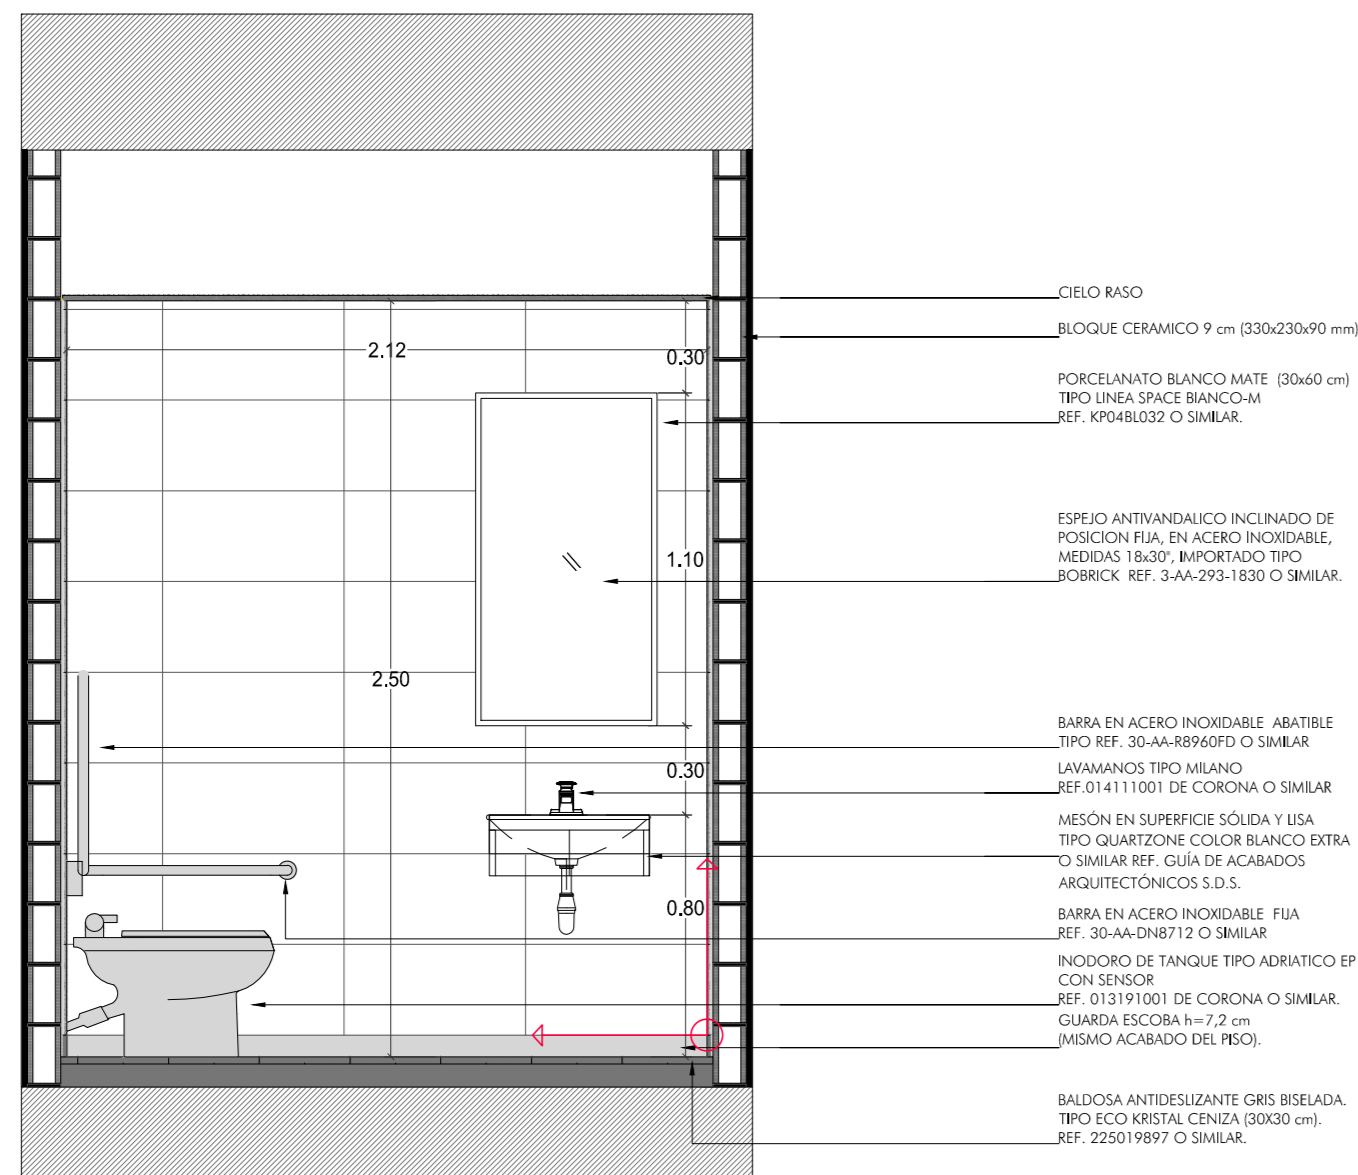 CIELO RASO
BLOQUE CERAMICO 9 cm (330x230x90 mm)
2.12
0.30
PORCELANATO BLANCO MATE (30x60 cm)
TIPO LINEA SPACE BIANCO-M
REF. KP04BL032 O SIMILAR.
ESPEJO ANTIVANDALICO INCLINADO DE
POSICION FIJA, EN ACERO INOXIDABLE,
MEDIDAS 18x30", IMPORTADO TIPO
BOBRICK REF. 3-AA-293-1830 O SIMILAR.
1.10
2.50
BARRA EN ACERO INOXIDABLE ABATIBLE
TIPO REF. 30-AA-R8960FD O SIMILAR
0.30
LAVAMANOS TIPO MILANO
REF.014111001 DE CORONA O SIMILAR
MESÓN EN SUPERFICIE SÓLIDA Y LISA
TIPO QUARTZONE COLOR BLANCO EXTRA
O SIMILAR REF. GUÍA DE ACABADOS
ARQUITECTÓNICOS S.D.S.
0.80
BARRA EN ACERO INOXIDABLE FIJA
REF. 30-AA-DN8712 O SIMILAR
INODORO DE TANQUE TIPO ADRIATICO EP
CON SENSOR
REF. 013191001 DE CORONA O SIMILAR.
GUARDA ESCOBA h=7,2 cm
(MISMO ACABADO DEL PISO).
BALDOSA ANTIDESLIZANTE GRIS BISELADA.
TIPO ECO KRISTAL CENIZA (30X30 cm).
REF. 225019897 O SIMILAR.